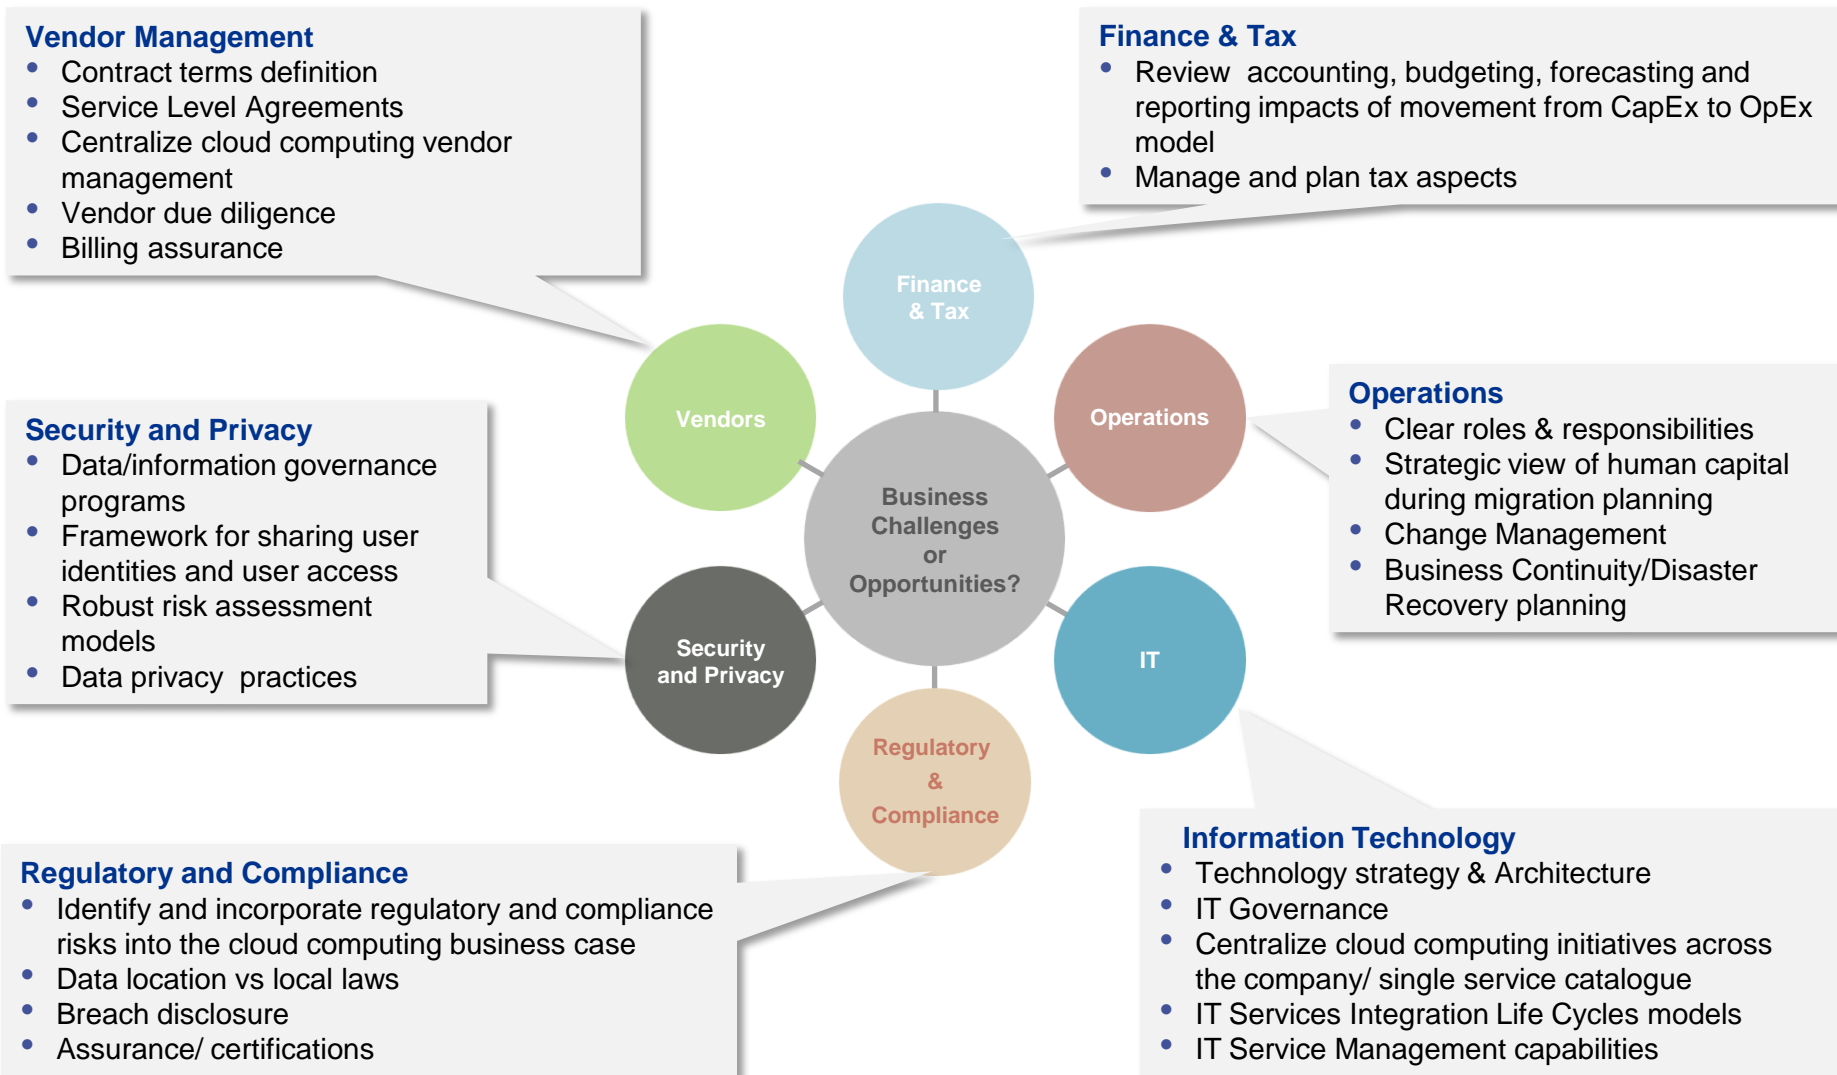 Vendor Management
• Contract terms definition
• Service Level Agreements
• Centralize cloud computing vendor
management
• Vendor due diligence
• Billing assurance
Finance & Tax
• Review  accounting, budgeting, forecasting and
reporting impacts of movement from CapEx to OpEx
model
• Manage and plan tax aspects
Finance
& Tax
Vendors
Operations
Business
Challenges
or
Opportunities?
Security
and Privacy
IT
Regulatory
&
Compliance
Security and Privacy
• Data/information governance
programs
• Framework for sharing user
identities and user access
• Robust risk assessment
models
• Data privacy  practices
Operations
• Clear roles & responsibilities
• Strategic view of human capital
during migration planning
• Change Management
• Business Continuity/Disaster
Recovery planning
Regulatory and Compliance
• Identify and incorporate regulatory and compliance
risks into the cloud computing business case
• Data location vs local laws
• Breach disclosure
• Assurance/ certifications
Information Technology
• Technology strategy & Architecture
• IT Governance
• Centralize cloud computing initiatives across
the company/ single service catalogue
• IT Services Integration Life Cycles models
• IT Service Management capabilities